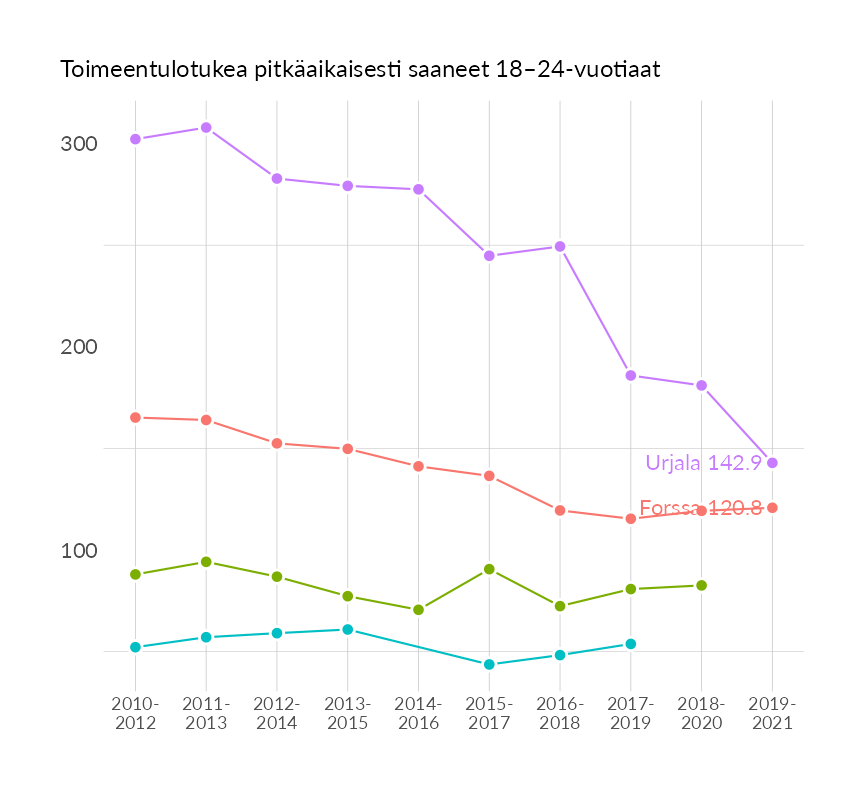 Toimeentulotukea pitkäaikaisesti saaneet 18–24-vuotiaat
300
200
Urjala 142.9
Forssa 120.8
100
2010- 2011- 2012- 2013- 2014- 2015- 2016- 2017- 2018- 2019-
2012 2013 2014 2015 2016 2017 2018 2019 2020 2021